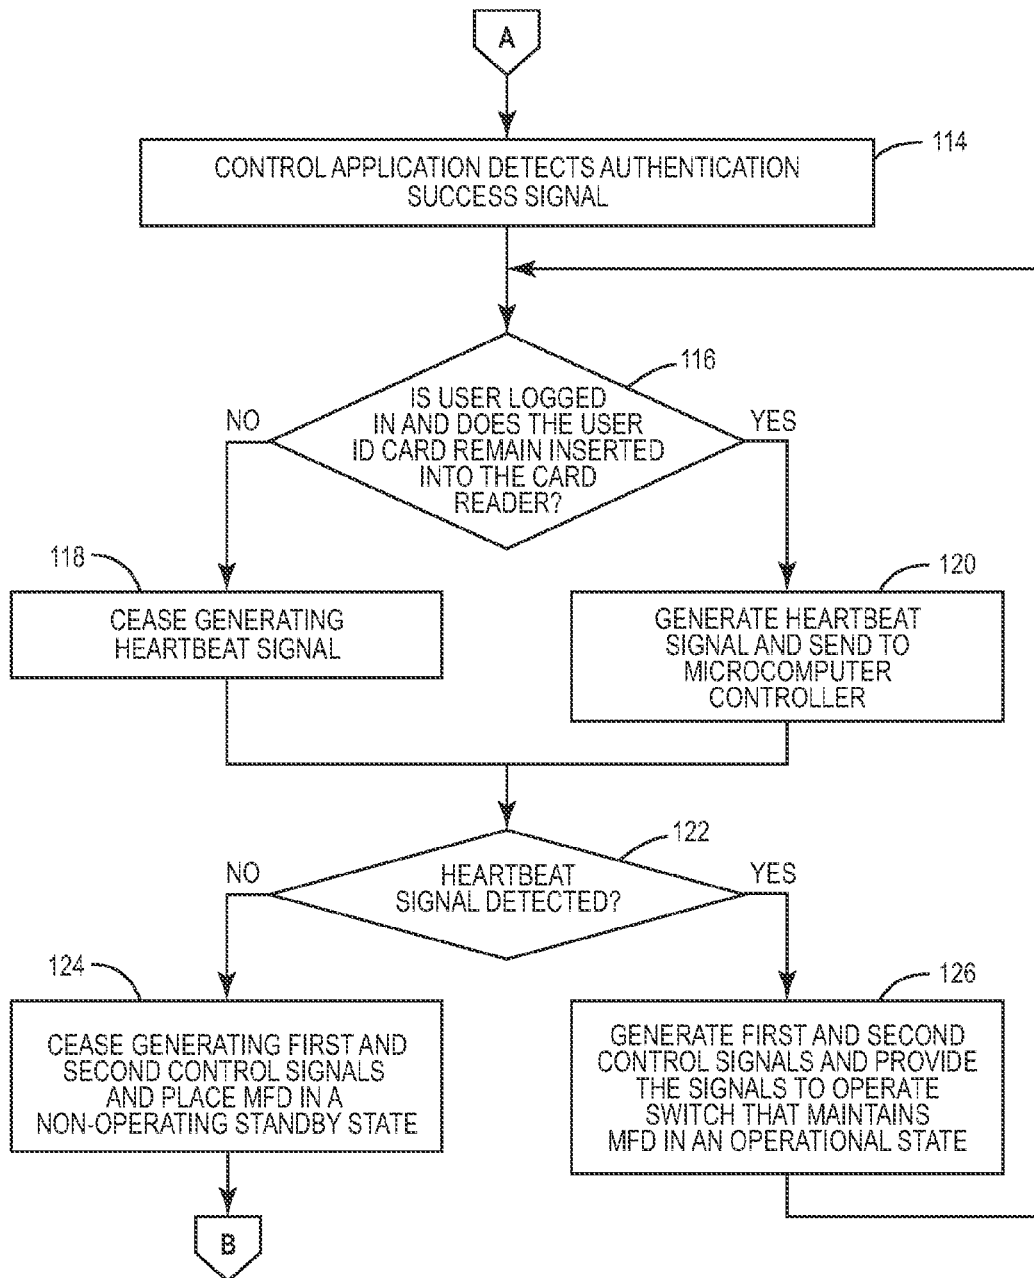 A
CONTROL APPLICATION DETECTS AUTHENTICATION
SUCCESS SIGNAL
114
IS USER LOGGED
IN AND DOES THE USER
ID CARD REMAIN INSERTED
INTO THE CARD
READER?
116
NO
YES
118
CEASE GENERATING
HEARTBEAT SIGNAL
120
GENERATE HEARTBEAT
SIGNAL AND SEND TO
MICROCOMPUTER
CONTROLLER
122
HEARTBEAT
SIGNAL DETECTED?
NO
YES
124
CEASE GENERATING FIRST AND
SECOND CONTROL SIGNALS
AND PLACE MFD IN A
NON-OPERATING STANDBY STATE
126
GENERATE FIRST AND SECOND
CONTROL SIGNALS AND PROVIDE
THE SIGNALS TO OPERATE
SWITCH THAT MAINTAINS
MFD IN AN OPERATIONAL STATE
B